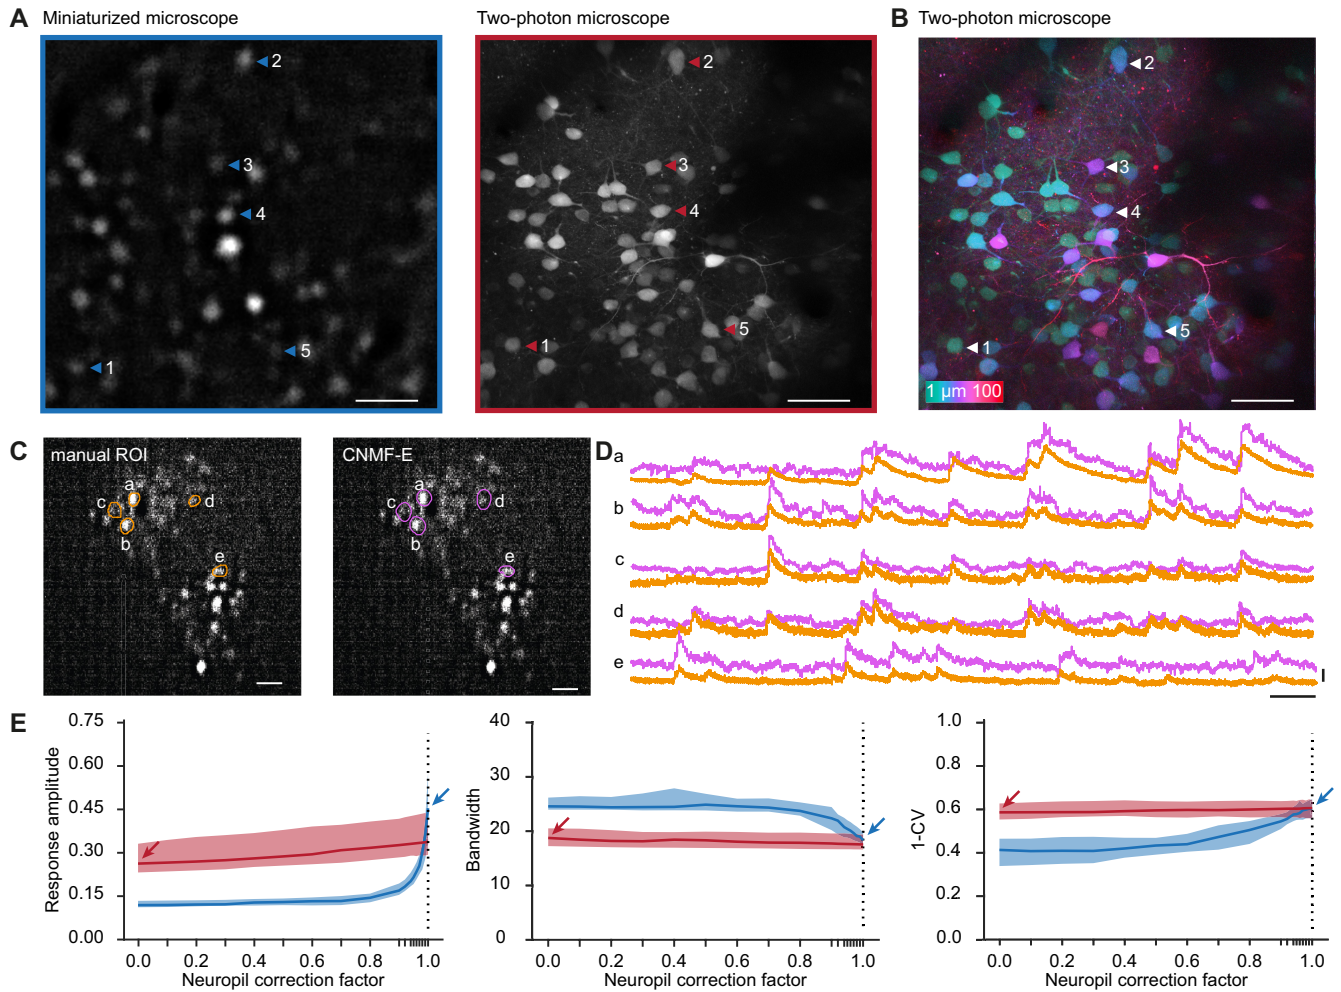 A Miniaturized microscope
Two-photon microscope
B Two-photon microscope
2
3
4
5
1
2
3
4
5
1
2
3
4
5
1
1 µm 100
C
manual ROI
a
c
d
b
e
CNMF-E
a
c
d
b
e
D
a
b
c
d
e
E
Response amplitude
0.75
0.60
0.45
0.30
0.15
0.00
0.0 0.2 0.4 0.6 0.8 1.0
Neuropil correction factor
Bandwidth
40
30
20
10
0
0.0 0.2 0.4 0.6 0.8 1.0
Neuropil correction factor
1-CV
1.0
0.8
0.6
0.4
0.2
0.0
0.0 0.2 0.4 0.6 0.8 1.0
Neuropil correction factor